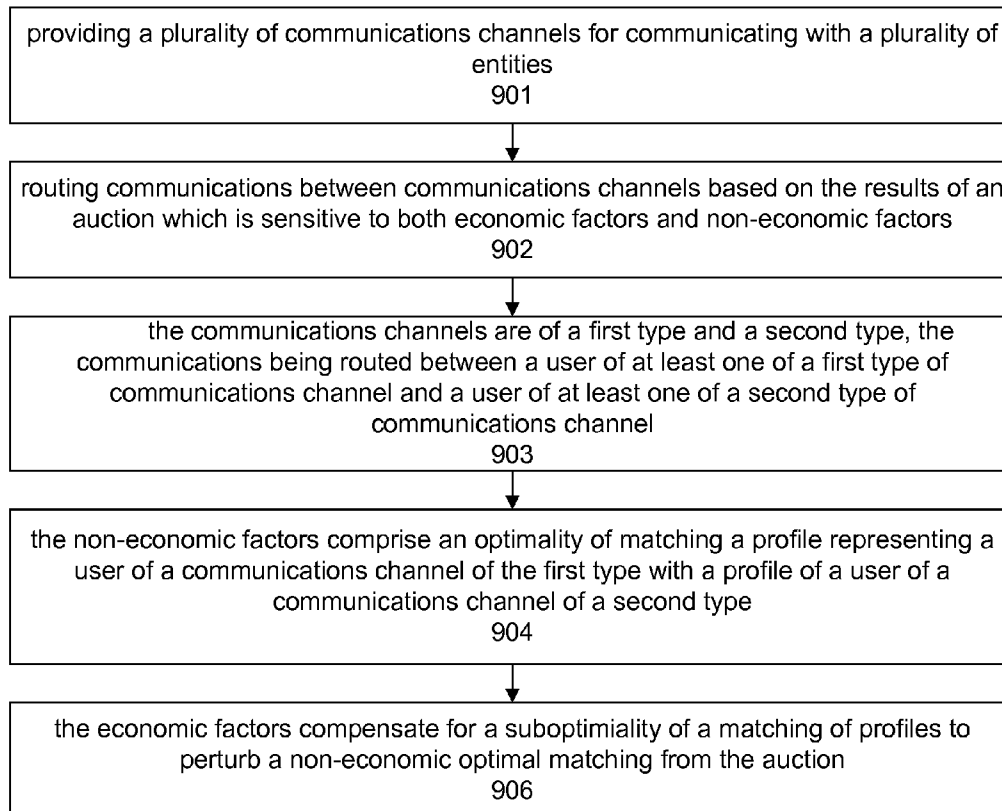 providing a plurality of communications channels for communicating with a plurality of
entities
901
routing communications between communications channels based on the results of an
auction which is sensitive to both economic factors and non-economic factors
902
the communications channels are of a first type and a second type, the
communications being routed between a user of at least one of a first type of
communications channel and a user of at least one of a second type of
communications channel
903
the non-economic factors comprise an optimality of matching a profile representing a
user of a communications channel of the first type with a profile of a user of a
communications channel of a second type
904
the economic factors compensate for a suboptimiality of a matching of profiles to
perturb a non-economic optimal matching from the auction
906